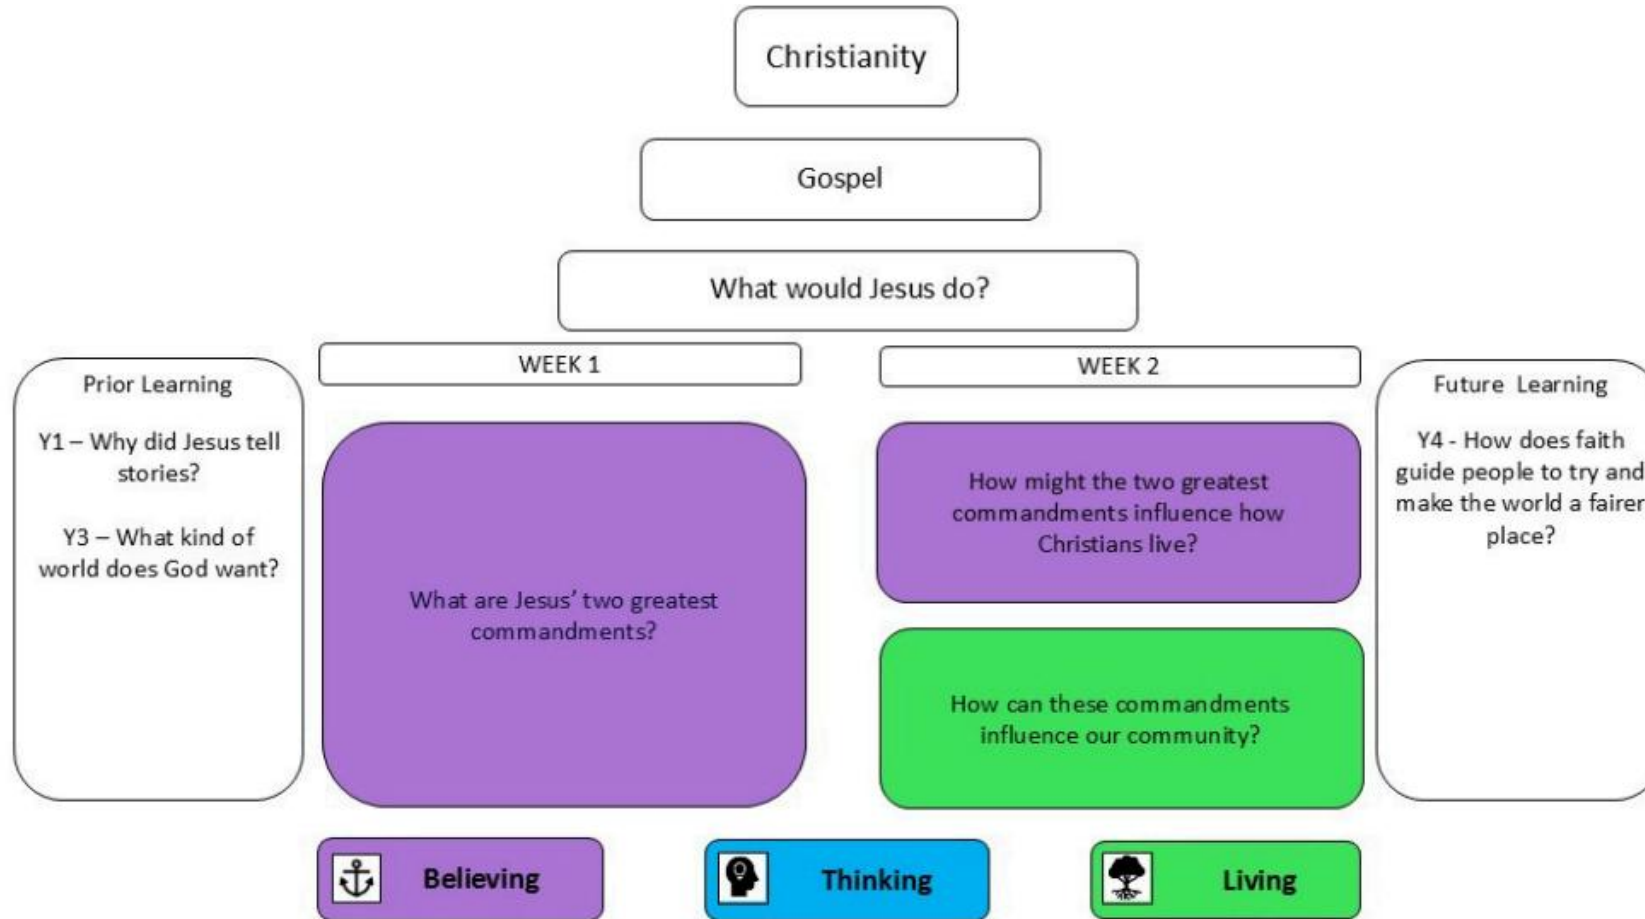 Christianity
Gospel
What would Jesus do?
Prior Learning
Y1 – Why did Jesus tell
stories?
Y3 – What kind of
world does God want?
WEEK 1
What are Jesus’ two greatest
commandments?
WEEK 2
How might the two greatest
commandments influence how
Christians live?
How can these commandments
influence our community?
Future  Learning
Y4 - How does faith
guide people to try and
make the world a fairer
place?
Believing
Thinking
Living